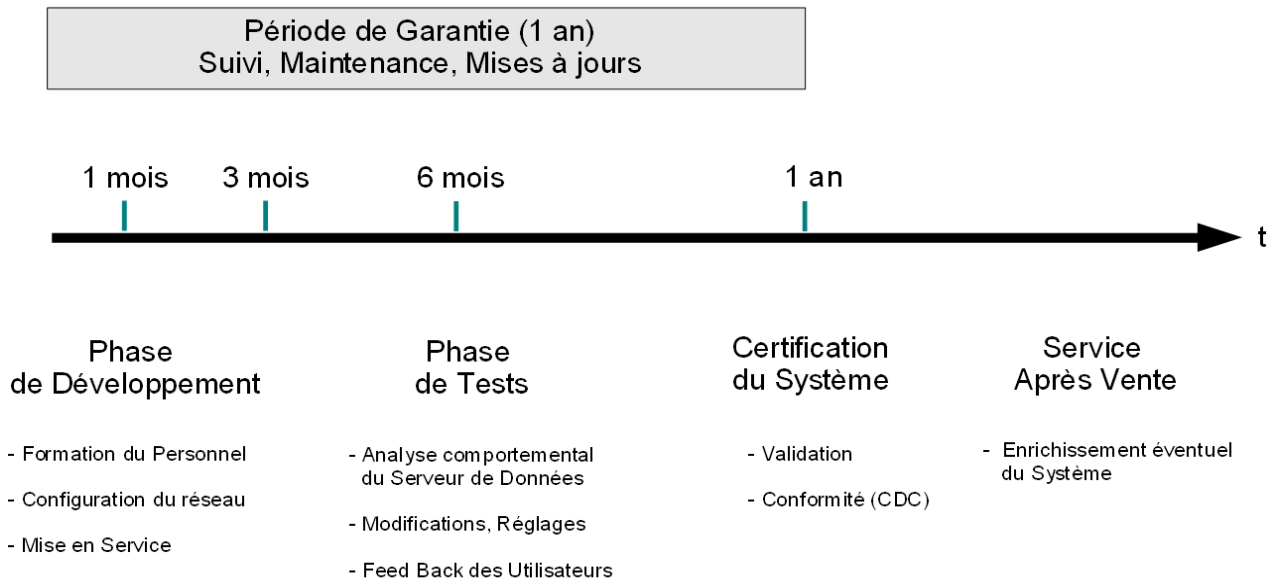 Période de Garantie (1 an)
Suivi, Maintenance, Mises à jours
1 mois
3 mois
6 mois
1 an
t
Phase
de Développement
- Formation du Personnel
- Configuration du réseau
- Mise en Service
Phase
de Tests
- Analyse comportemental
du Serveur de Données
- Modifications, Réglages
- Feed Back des Utilisateurs
Certification
du Système
- Validation
- Conformité (CDC)
Service
Après Vente
- Enrichissement éventuel
du Système